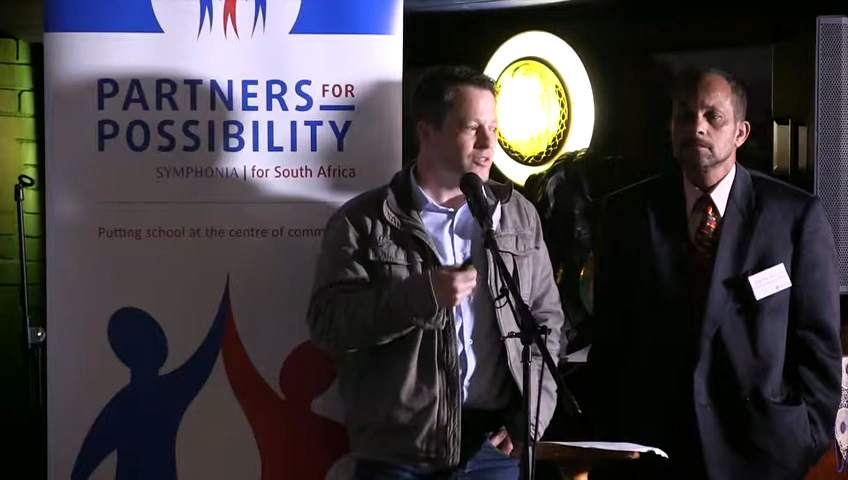 PARTNERS FOR
POSSIBILITY
SYMPHONIA | for South Africa
Putting school at the centre of comm